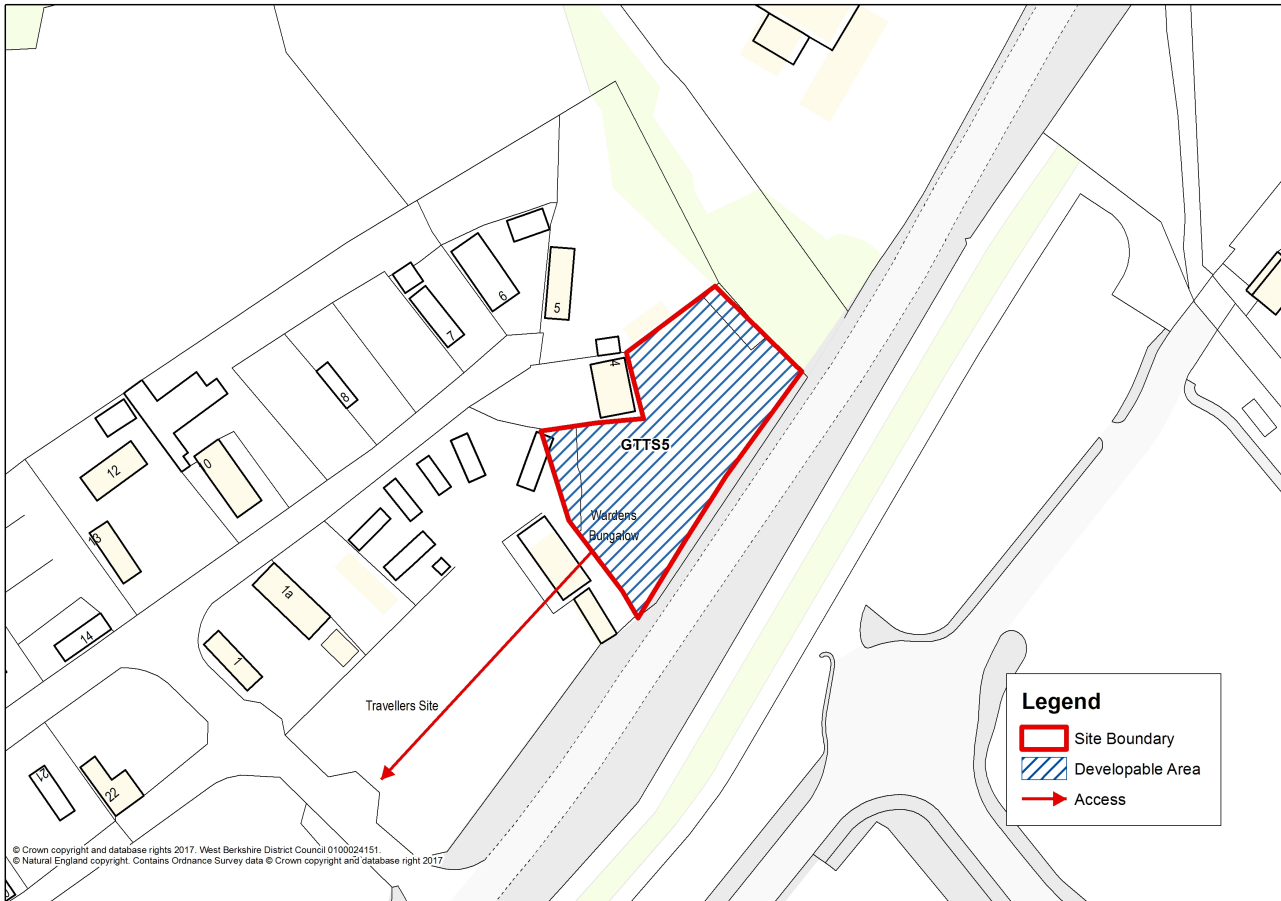 6
5
7
4
8
GTTS5
12
0
Wardens
Bungalow
13
1a
14
1
Travellers Site
21
22
Legend
Site Boundary
Developable Area
Access
© Crown copyright and database rights 2017. West Berkshire District Council 0100024151.
© Natural England copyright. Contains Ordnance Survey data © Crown copyright and database right 2017